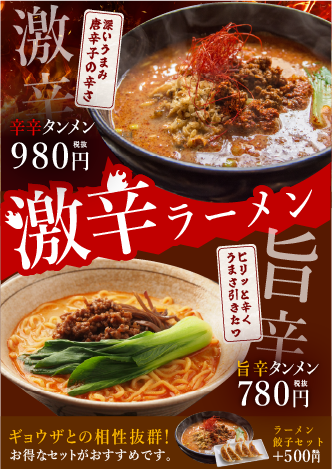 激辛
深いうまみ
唐辛子の辛さ
辛辛タンメン
980円
税抜
激辛ラーメン
ピリッと辛く
うまさ引きたつ
旨辛
旨辛タンメン
780円
税抜
ギョウザとの相性抜群!
お得なセットがおすすめです。
ラーメン
餃子セット
+500円
税抜